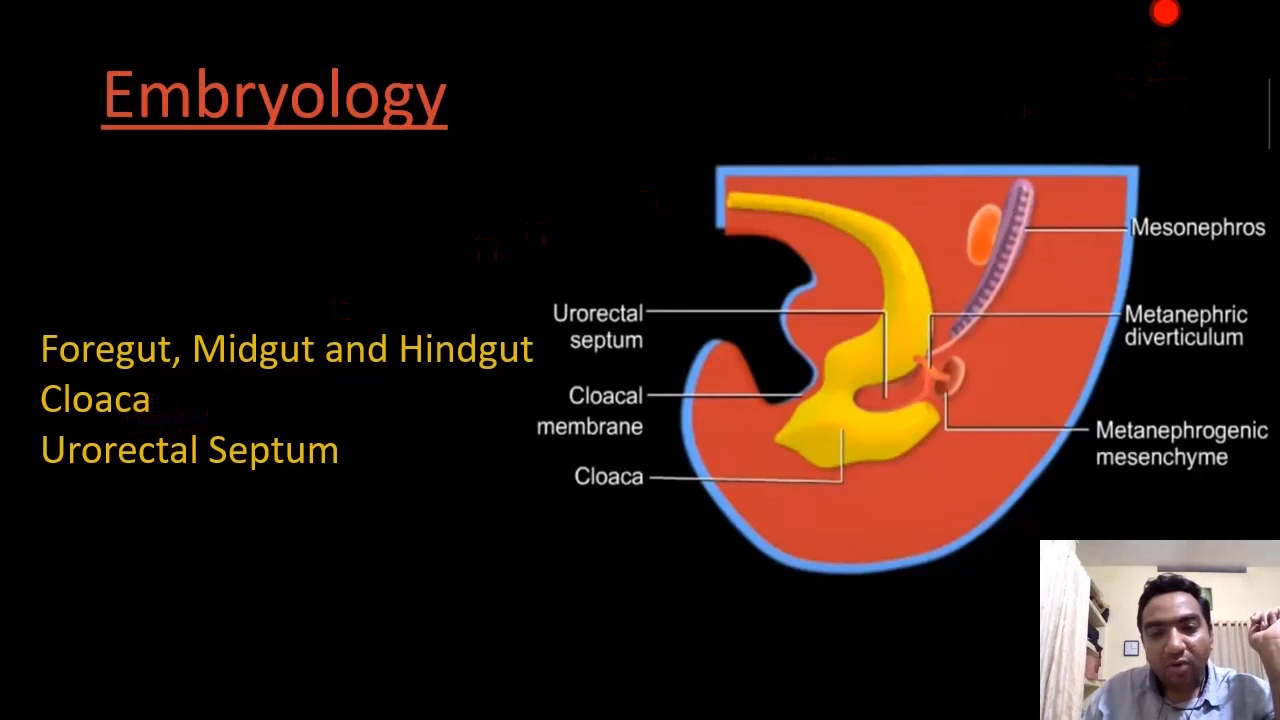 Embryology
Foregut, Midgut and Hindgut
Cloaca
Urorectal Septum
Urorectal
septum
Cloacal
membrane
Cloaca
Mesonephros
Metanephric
diverticulum
Metanephrogenic
mesenchyme